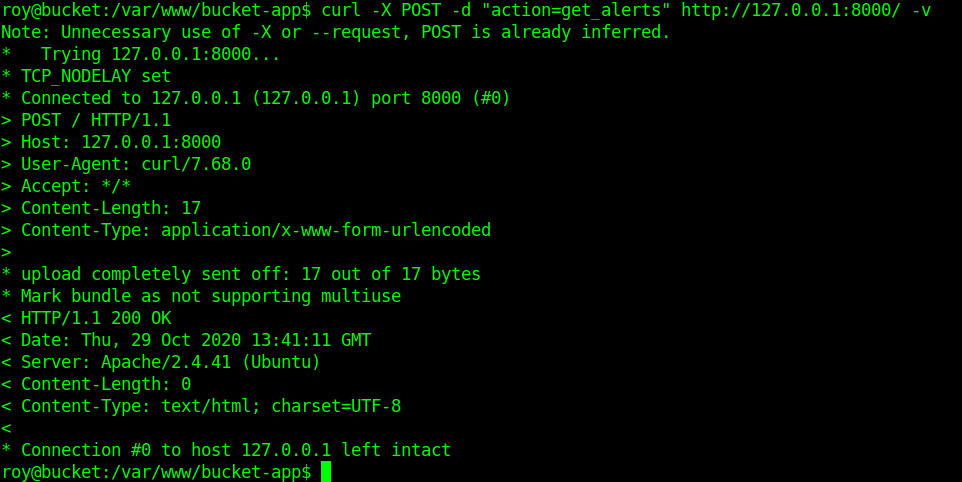 roy@bucket:/var/www/bucket-app$ curl -X POST -d "action=get_alerts" http://127.0.0.1:8000/ -v
Note: Unnecessary use of -X or --request, POST is already inferred.
*   Trying 127.0.0.1:8000...
* TCP_NODELAY set
* Connected to 127.0.0.1 (127.0.0.1) port 8000 (#0)
> POST / HTTP/1.1
> Host: 127.0.0.1:8000
> User-Agent: curl/7.68.0
> Accept: */*
> Content-Length: 17
> Content-Type: application/x-www-form-urlencoded
>
* upload completely sent off: 17 out of 17 bytes
* Mark bundle as not supporting multiuse
< HTTP/1.1 200 OK
< Date: Thu, 29 Oct 2020 13:41:11 GMT
< Server: Apache/2.4.41 (Ubuntu)
< Content-Length: 0
< Content-Type: text/html; charset=UTF-8
<
* Connection #0 to host 127.0.0.1 left intact
roy@bucket:/var/www/bucket-app$